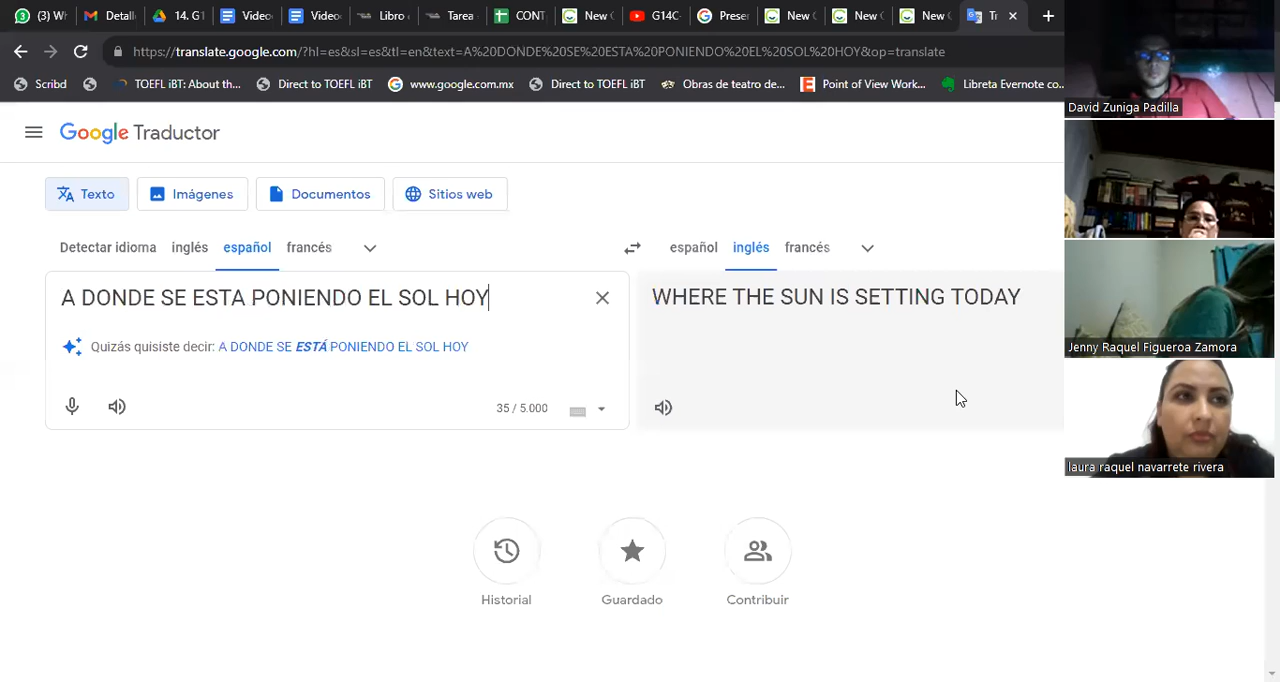 Wh
Detall
14. G1
Video
Video
Libro
Tarea
CONT
New C
G14C-
Prese
New C
New C
New C
Tr
https://translate.google.com/?hl=es&sl=es&tl=en&text=A%20DONDE%20SE%20ESTA%20PONIENDO%20EL%20SOL%20HOY&op=translate
Scribd
TOEFL iBT: About th...
Direct to TOEFL iBT
www.google.com.mx
Direct to TOEFL iBT
Obras de teatro de...
Point of View Work...
Libreta Evernote co...
David Zuniga Padilla
Google Traductor
Texto
Imágenes
Documentos
Sitios web
Detectar idioma
inglés
español
francés
español
inglés
francés
A DONDE SE ESTA PONIENDO EL SOL HOY
WHERE THE SUN IS SETTING TODAY
Quizás quisiste decir: A DONDE SE ESTÁ PONIENDO EL SOL HOY
Jenny Raquel Figueroa Zamora
35 / 5.000
laura raquel navarrete rivera
Historial
Guardado
Contribuir